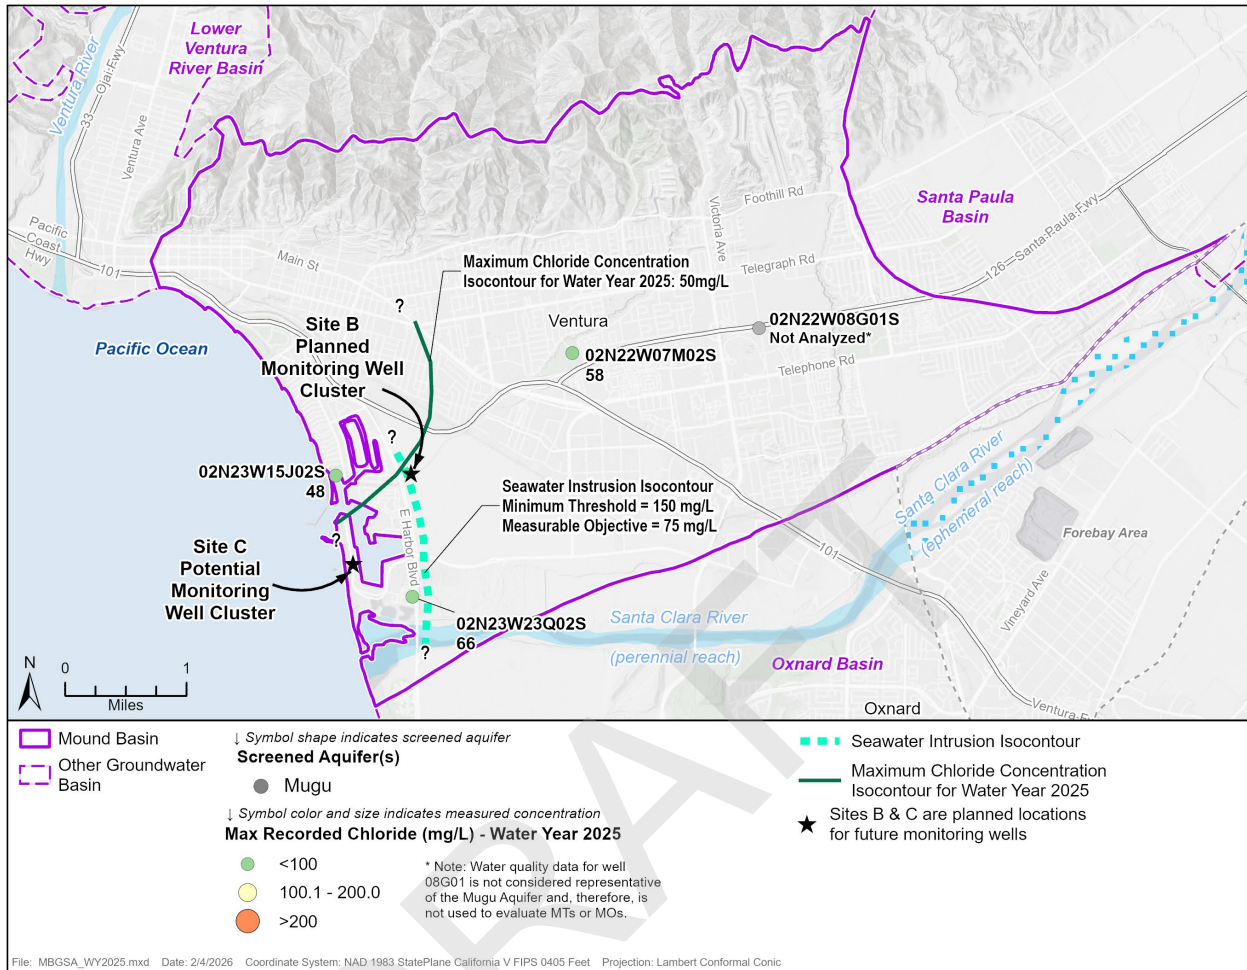 Lower
Ventura
River Basin
Ventura River
33
Ojai Fwy
Ventura Ave
Pacific
Coast
Hwy
101
Main St
Foothill Rd
Victoria Ave
Telegraph Rd
Santa Paula
Basin
126
Santa Paula Fwy
Maximum Chloride Concentration
Isocontour for Water Year 2025: 50mg/L
?
Site B
Planned
Monitoring Well
Cluster
Ventura
02N22W08G01S
Not Analyzed*
02N22W07M02S
58
Telephone Rd
Pacific Ocean
?
02N23W15J02S
48
Seawater Instrusion Isocontour
Minimum Threshold = 150 mg/L
Measurable Objective = 75 mg/L
E Harbor Blvd
?
Site C
Potential
Monitoring
Well Cluster
101
Santa Clara River
(ephemeral reach)
Forebay Area
Vineyard Ave
02N23W23Q02S
66
?
Santa Clara River
(perennial reach)
Oxnard Basin
Oxnard
Ventura F
N
0 1
Miles
DRAFT
Mound Basin
Other Groundwater
Basin
↓ Symbol shape indicates screened aquifer
Screened Aquifer(s)
Mugu
↓ Symbol color and size indicates measured concentration
Max Recorded Chloride (mg/L) - Water Year 2025
<100
100.1 - 200.0
>200
* Note: Water quality data for well
08G01 is not considered representative
of the Mugu Aquifer and, therefore, is
not used to evaluate MTs or MOs.
Seawater Intrusion Isocontour
Maximum Chloride Concentration
Isocontour for Water Year 2025
Sites B & C are planned locations
for future monitoring wells
File: MBGSA_WY2025.mxd Date: 2/4/2026 Coordinate System: NAD 1983 StatePlane California V FIPS 0405 Feet Projection: Lambert Conformal Conic